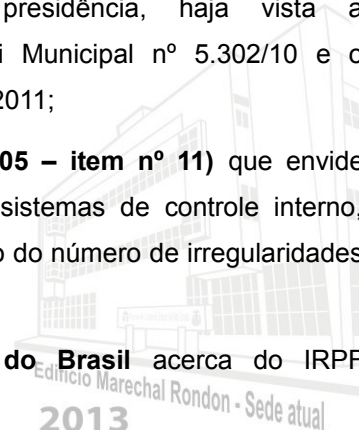 presidência, haja vista a
i Municipal nº 5.302/10 e o
2011;
05 – item nº 11) que envide
sistemas de controle interno,
o do número de irregularidades
do Brasil acerca do IRPF
Edifício Marechal Rondon - Sede atual
2013